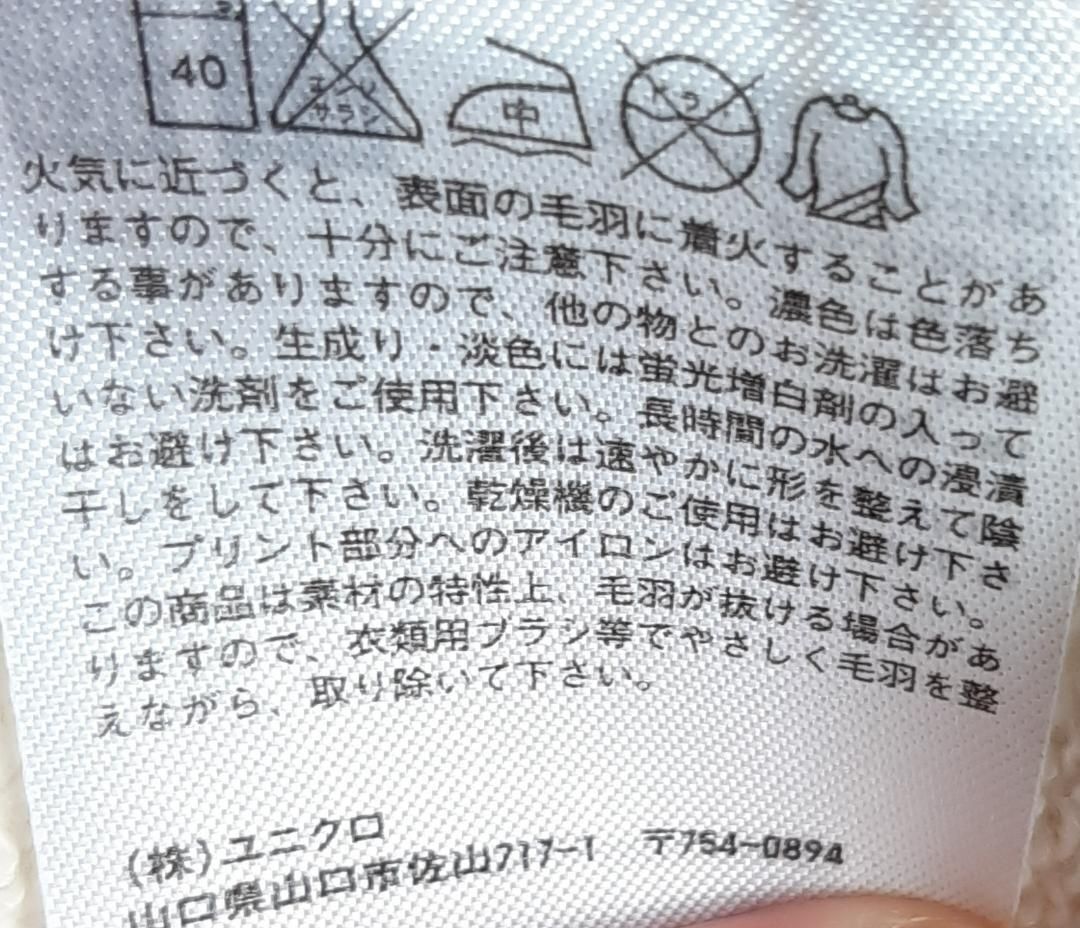 40
エンソ
サラシ
中
ドライ
火気に近づくと、表面の毛羽に着火することがあ
りますので、十分にご注意下さい。濃色は色落ち
する事がありますので、他の物とのお洗濯はお避
け下さい。生成り・淡色には蛍光増白剤の入って
いない洗剤をご使用下さい。長時間の水への浸漬
はお避け下さい。洗濯後は速やかに形を整えて陰
干しをして下さい。乾燥機のご使用はお避け下さ
い。プリント部分へのアイロンはお避け下さい。
この商品は素材の特性上、毛羽が抜ける場合があ
りますので、衣類用ブラシ等でやさしく毛羽を整
えながら、取り除いて下さい。
(株)ユニクロ
山口県山口市佐山717-1 〒754-0894